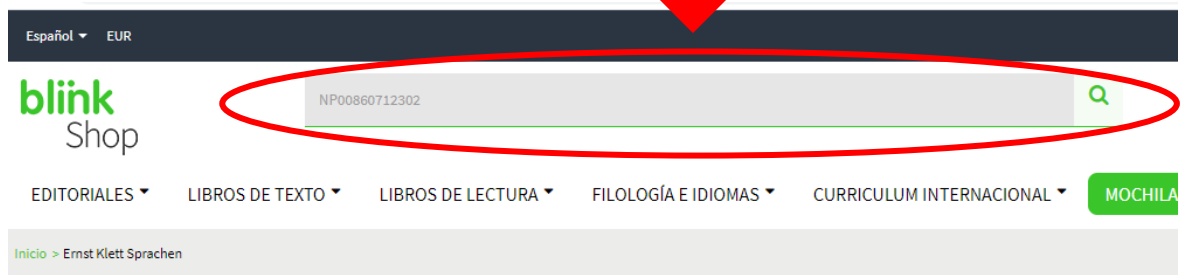 Español EUR
blink
Shop
NP00860712302
EDITORIALES LIBROS DE TEXTO LIBROS DE LECTURA FILOLOGÍA E IDIOMAS CURRICULUM INTERNACIONAL MOCHILA
Inicio > Ernst Klett Sprachen